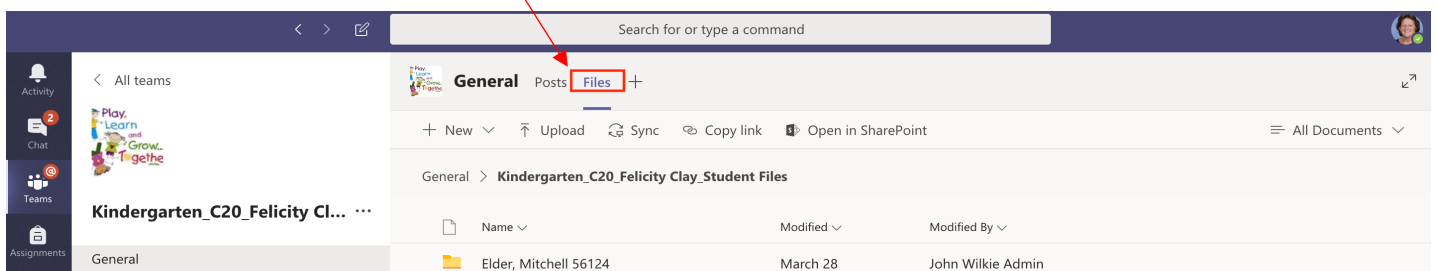 Search for or type a command
Activity
2
Chat
@
Teams
Assignments
All teams
Play,
Learn
and
Grow...
Tᴏgethe
Kindergarten_C20_Felicity Cl... ···
General
General Posts Files +
+ New Upload Sync Copy link Open in SharePoint All Documents
General > Kindergarten_C20_Felicity Clay_Student Files
Name Modified Modified By
Elder, Mitchell 56124 March 28 John Wilkie Admin